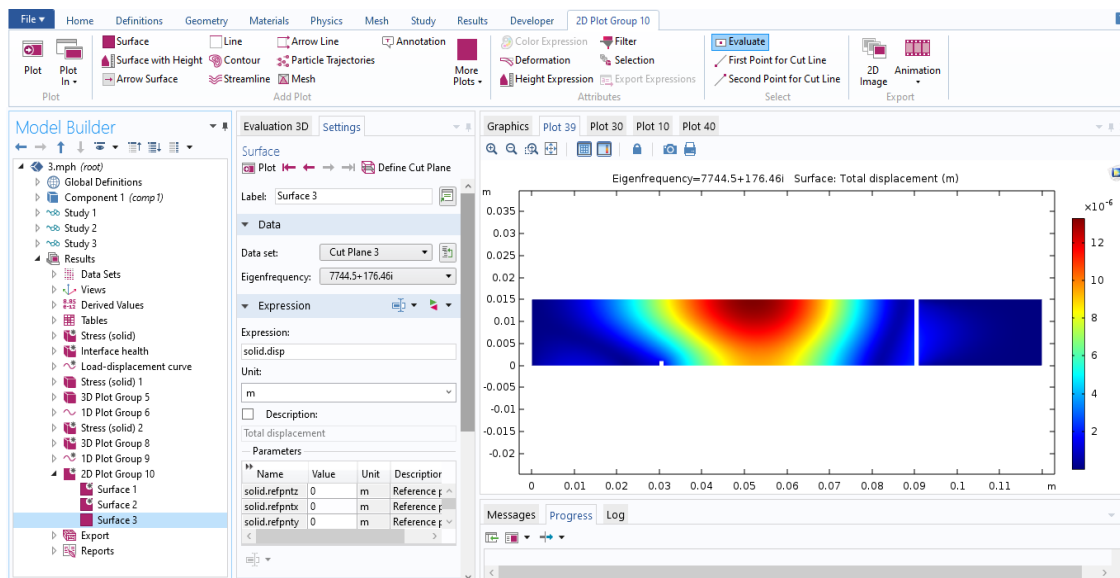 File▼ Home Definitions Geometry Materials Physics Mesh Study Results Developer 2D Plot Group 10
Surface Line Arrow Line Annotation
Surface with Height Contour Particle Trajectories
Arrow Surface Streamline Mesh
Plot Plot In
More Plots
Plot
Add Plot
Color Expression Filter
Deformation Selection
Height Expression Export Expressions
Attributes
Evaluate
First Point for Cut Line
Second Point for Cut Line
Select
2D Image Animation
Export
Model Builder
3.mph (root)
Global Definitions
Component 1 (comp1)
Study 1
Study 2
Study 3
Results
Data Sets
Views
8.85
e-12
Derived Values
Tables
Stress (solid)
Interface health
Load-displacement curve
Stress (solid) 1
3D Plot Group 5
1D Plot Group 6
Stress (solid) 2
3D Plot Group 8
1D Plot Group 9
2D Plot Group 10
Surface 1
Surface 2
Surface 3
Export
Reports
Evaluation 3D Settings
Surface
Plot Define Cut Plane
Label: Surface 3
Data
Data set: Cut Plane 3
Eigenfrequency: 7744.5+176.46i
Expression
Expression:
solid.disp
Unit:
m
Description:
Total displacement
Parameters
Name Value Unit Description
solid.refpntz 0 m Reference p
solid.refpntx 0 m Reference p
solid.refpnty 0 m Reference p
Graphics Plot 39 Plot 30 Plot 10 Plot 40
Eigenfrequency=7744.5+176.46i Surface: Total displacement (m)
m
0.035
0.03
0.025
0.02
0.015
0.01
0.005
0
-0.005
-0.01
-0.015
-0.02
0 0.01 0.02 0.03 0.04 0.05 0.06 0.07 0.08 0.09 0.1 0.11 m
×10⁻⁶
12
10
8
6
4
2
Messages Progress Log